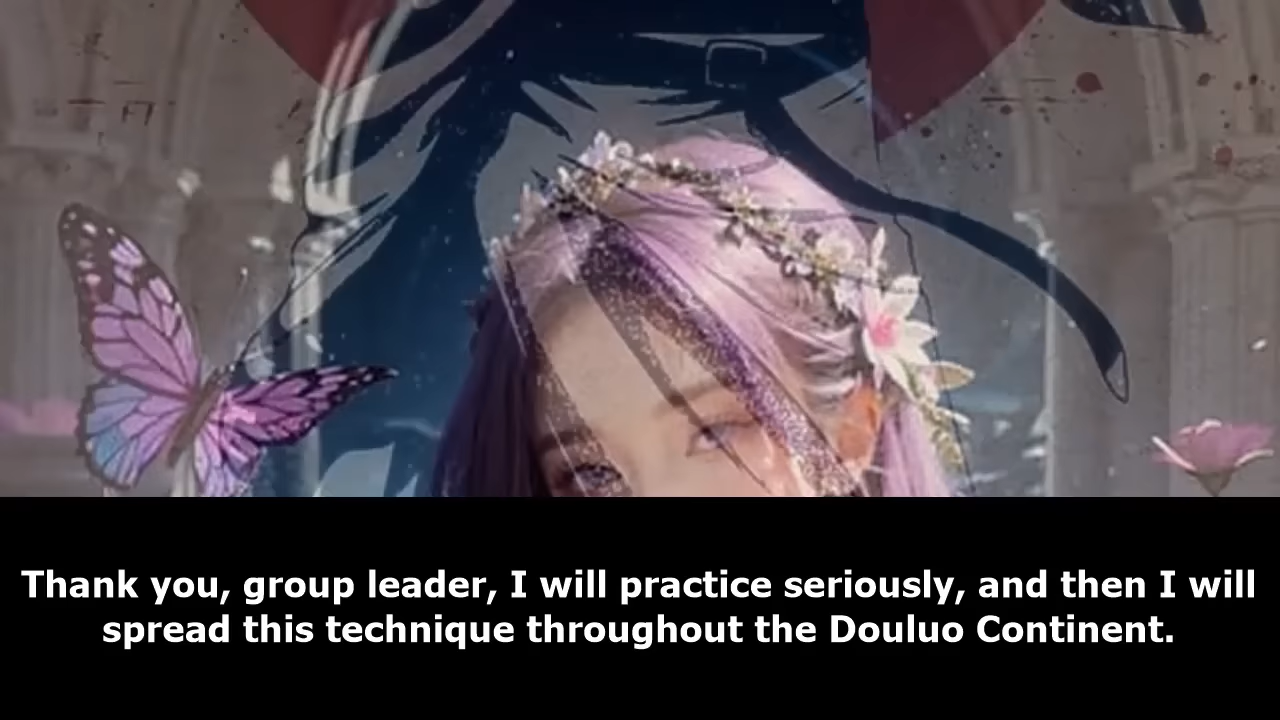 Thank you, group leader, I will practice seriously, and then I will
spread this technique throughout the Douluo Continent.